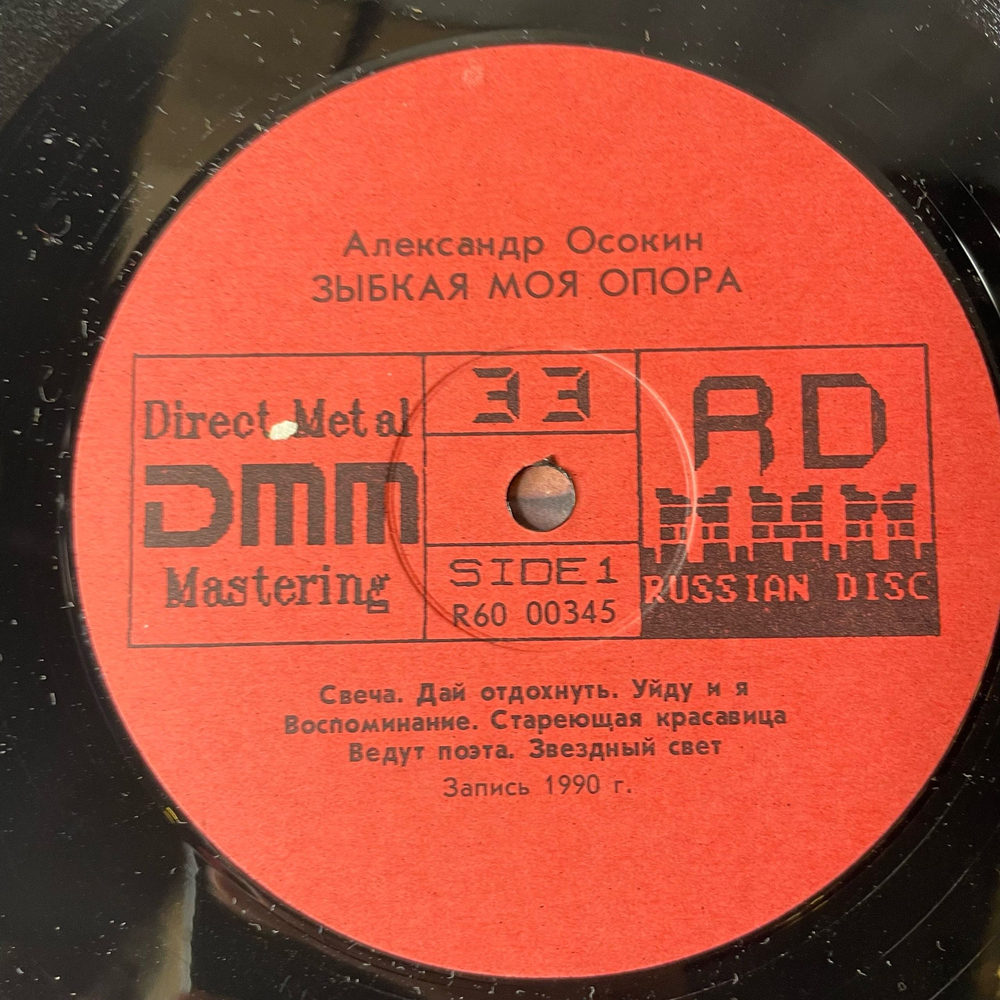 Александр Осокин
ЗЫБКАЯ МОЯ ОПОРА
Direct Metal
DMM
Mastering
33
SIDE 1
R60 00345
RD
RUSSIAN DISC
Свеча. Дай отдохнуть. Уйду и я
Воспоминание. Стареющая красавица
Ведут поэта. Звездный свет
Запись 1990 г.